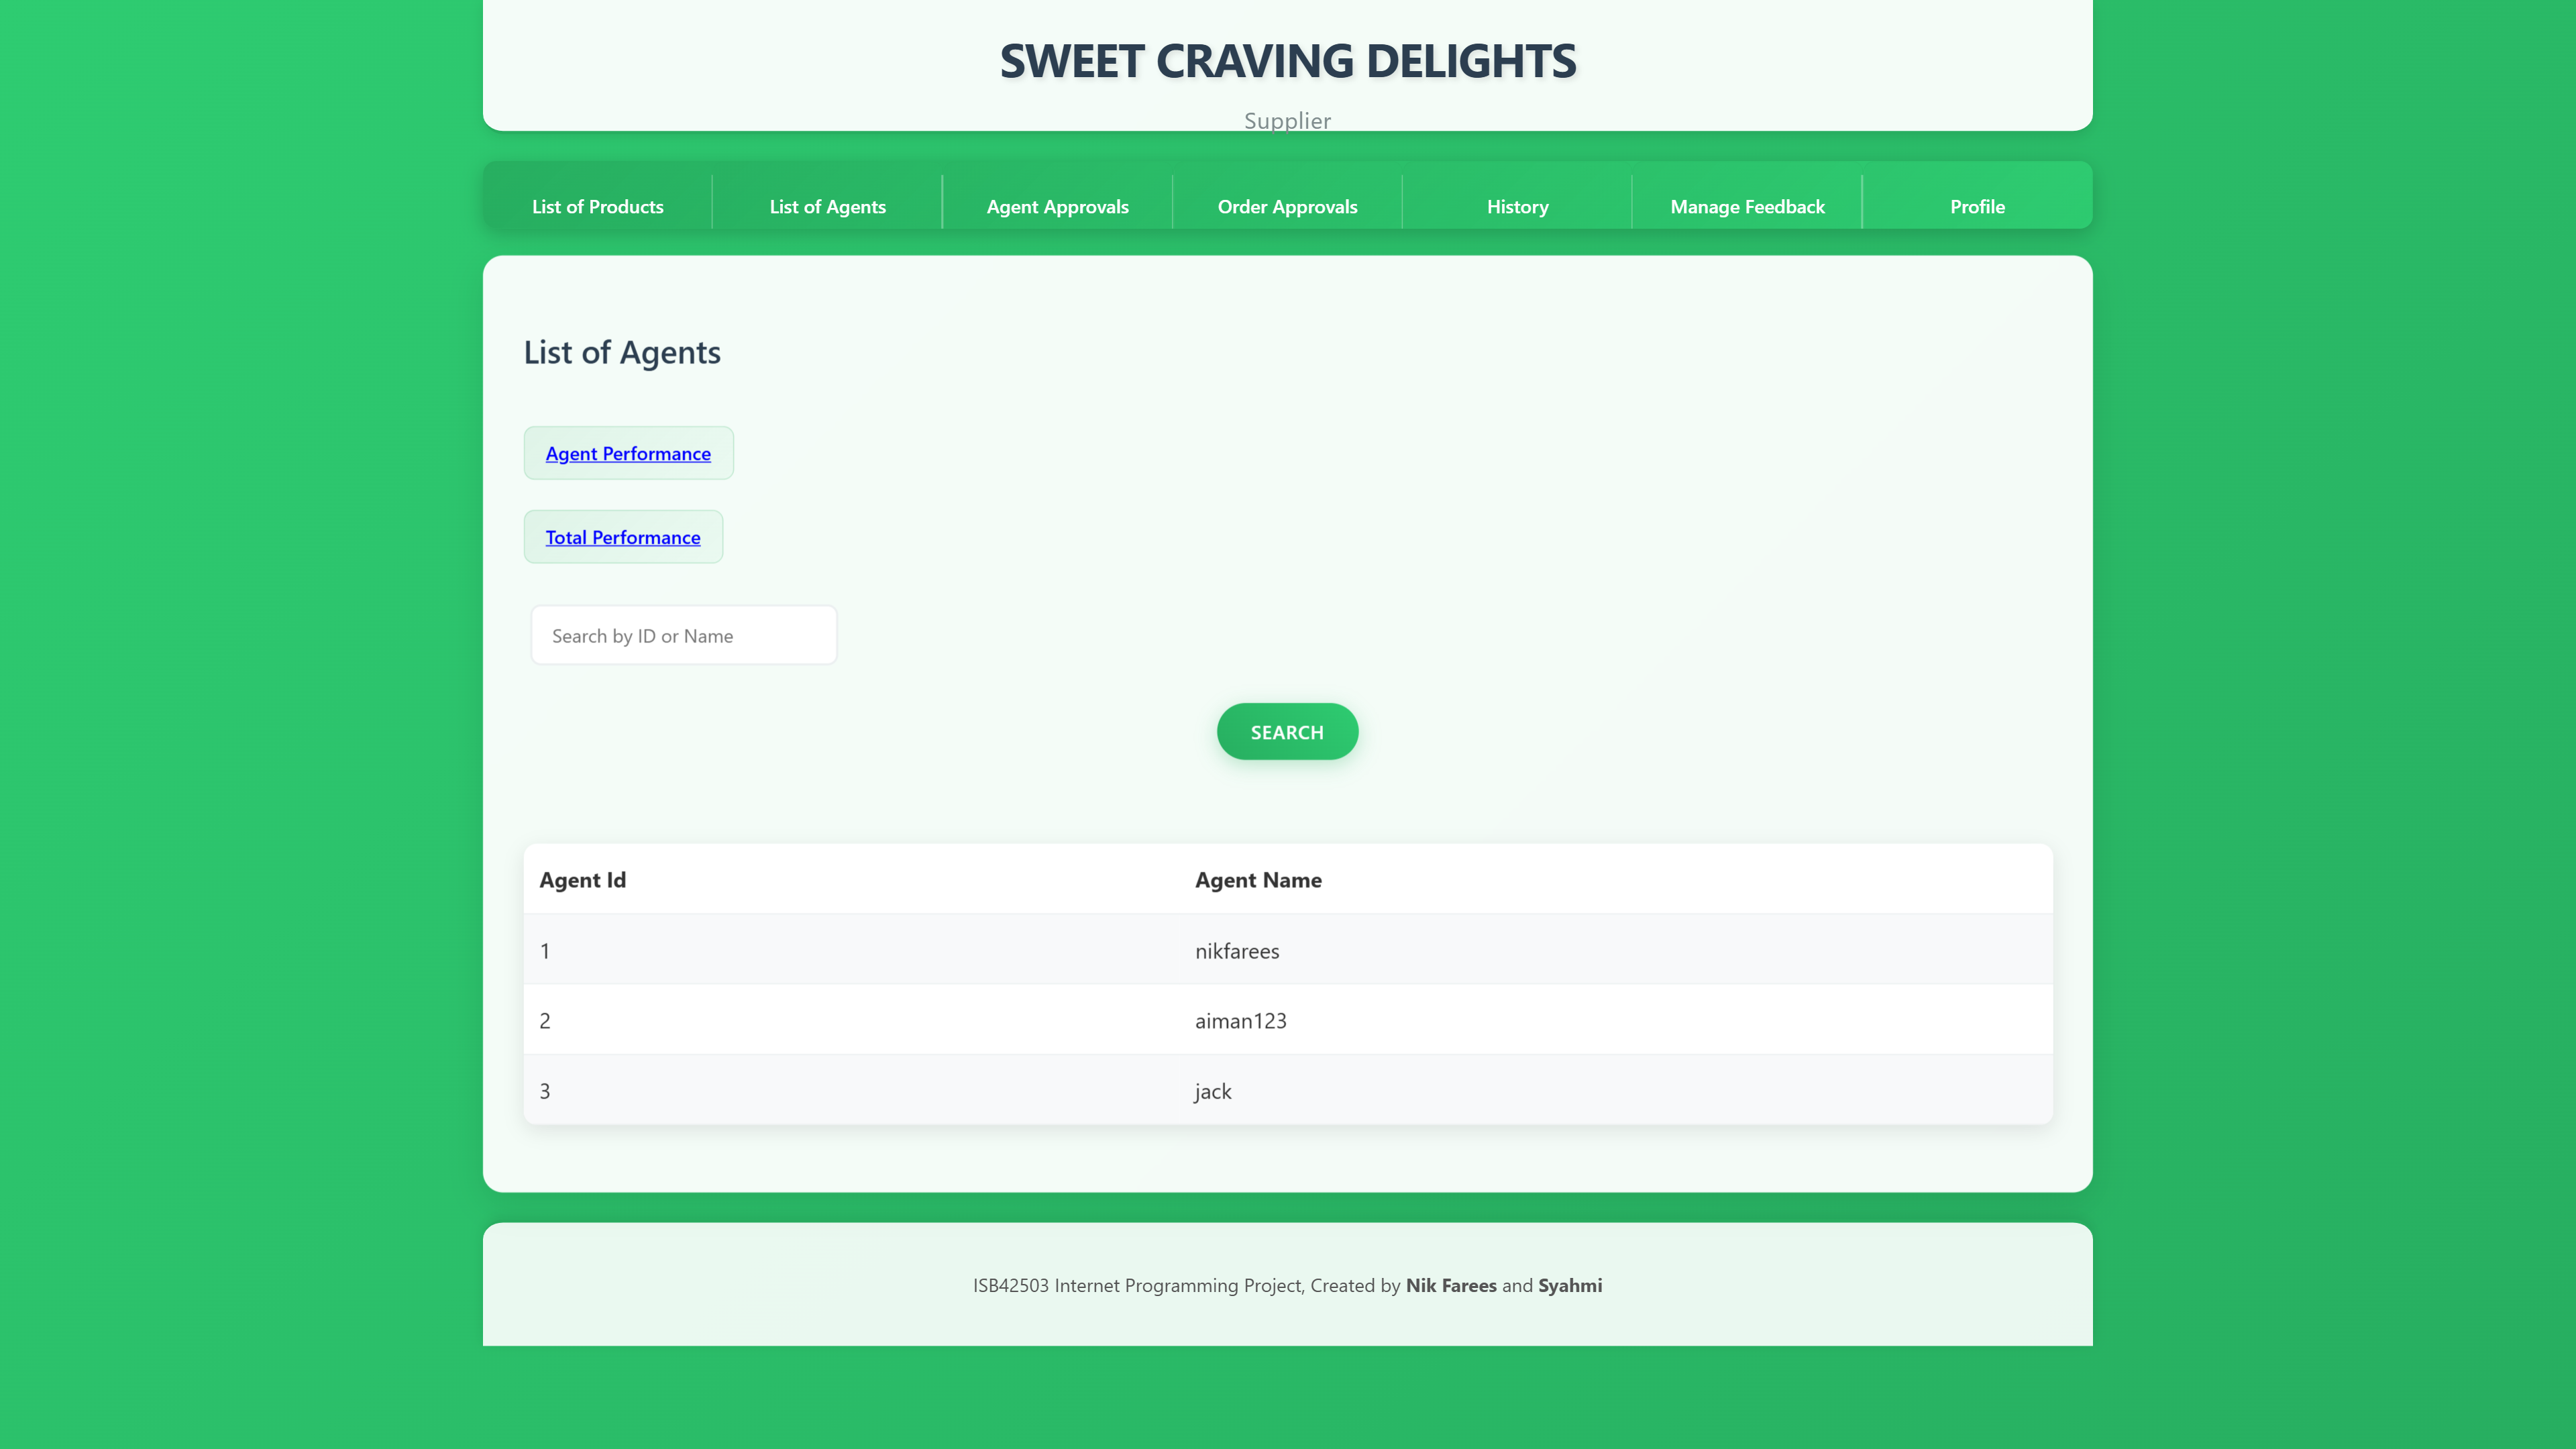 SWEET CRAVING DELIGHTS
Supplier
List of Products
List of Agents
Agent Approvals
Order Approvals
History
Manage Feedback
Profile
List of Agents
Agent Performance
Total Performance
Search by ID or Name
SEARCH
Agent Id Agent Name
1 nikfarees
2 aiman123
3 jack
ISB42503 Internet Programming Project, Created by Nik Farees and Syahmi